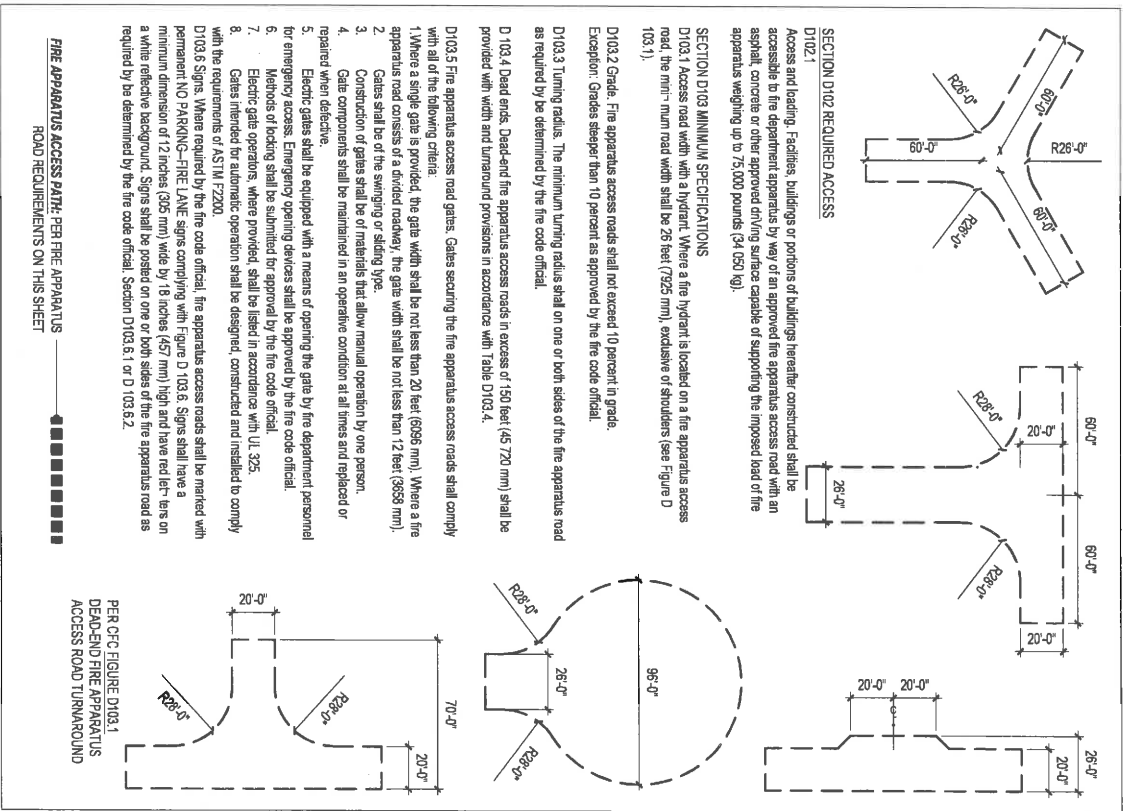 R26'-0"
R26'-0"
60'-0"
60'-0"
60'-0"
R26'-0"
R28'-0"
R28'-0"
60'-0"
60'-0"
20'-0"
20'-0"
26'-0"
20'-0"
20'-0"
C
26'-0"
20'-0"
SECTION D102 REQUIRED ACCESS
D102.1
Access and loading. Facilities, buildings or portions of buildings hereafter constructed shall be
accessible to fire department apparatus by way of an approved fire apparatus access road with an
asphalt, concrete or other approved driving surface capable of supporting the imposed load of fire
apparatus weighing up to 75,000 pounds (34 050 kg).
SECTION D103 MINIMUM SPECIFICATIONS
D103.1 Access road width with a hydrant. Where a fire hydrant is located on a fire apparatus access
road, the mini¬ mum road width shall be 26 feet (7925 mm), exclusive of shoulders (see Figure D
103.1).
D103.2 Grade. Fire apparatus access roads shall not exceed 10 percent in grade.
Exception: Grades steeper than 10 percent as approved by the fire code official.
D103.3 Turning radius. The minimum turning radius shall on one or both sides of the fire apparatus road
as required by be determined by the fire code official.
D 103.4 Dead ends. Dead-end fire apparatus access roads in excess of 150 feet (45 720 mm) shall be
provided with width and turnaround provisions in accordance with Table D103.4.
D103.5 Fire apparatus access road gates. Gates securing the fire apparatus access roads shall comply
with all of the following criteria:
1.Where a single gate is provided, the gate width shall be not less than 20 feet (6096 mm). Where a fire
apparatus road consists of a divided roadway, the gate width shall be not less than 12 feet (3658 mm).
2. Gates shall be of the swinging or sliding type.
3. Construction of gates shall be of materials that allow manual operation by one person.
4. Gate components shall be maintained in an operative condition at all times and replaced or
repaired when defective.
5. Electric gates shall be equipped with a means of opening the gate by fire department personnel
for emergency access. Emergency opening devices shall be approved by the fire code official.
6. Methods of locking shall be submitted for approval by the fire code official.
7. Electric gate operators, where provided, shall be listed in accordance with UL 325.
8. Gates intended for automatic operation shall be designed, constructed and installed to comply
with the requirements of ASTM F2200.
D103.6 Signs. Where required by the fire code official, fire apparatus access roads shall be marked with
permanent NO PARKING—FIRE LANE signs complying with Figure D 103.6. Signs shall have a
minimum dimension of 12 inches (305 mm) wide by 18 inches (457 mm) high and have red let¬ ters on
a white reflective background. Signs shall be posted on one or both sides of the fire apparatus road as
required by be determined by the fire code official. Section D103.6.1 or D 103.6.2.
R28'-0"
R28'-0"
26'-0"
96'-0"
R28'-0"
R28'-0"
20'-0"
70'-0"
20'-0"
PER CFC FIGURE D103.1
DEAD-END FIRE APPARATUS
ACCESS ROAD TURNAROUND
FIRE APPARATUS ACCESS PATH: PER FIRE APPARATUS
ROAD REQUIREMENTS ON THIS SHEET